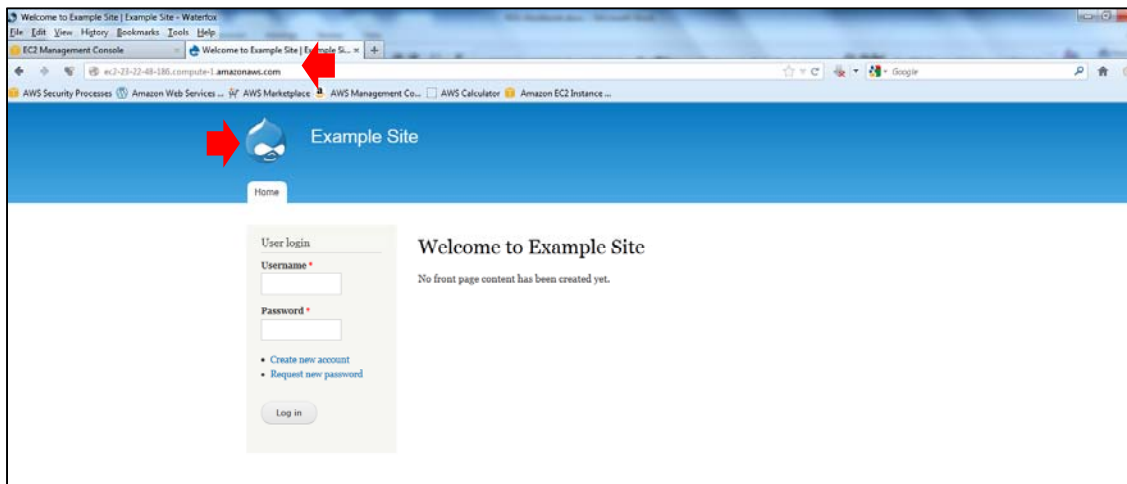 Welcome to Example Site | Example Site - Waterfox
File Edit View History Bookmarks Tools Help
EC2 Management Console
Welcome to Example Site | Example Si...
ec2-23-22-48-186.compute-1.amazonaws.com
Google
AWS Security Processes
Amazon Web Services ...
AWS Marketplace
AWS Management Co...
AWS Calculator
Amazon EC2 Instance ...
Example Site
Home
User login
Username *
Password *
Create new account
Request new password
Log in
Welcome to Example Site
No front page content has been created yet.